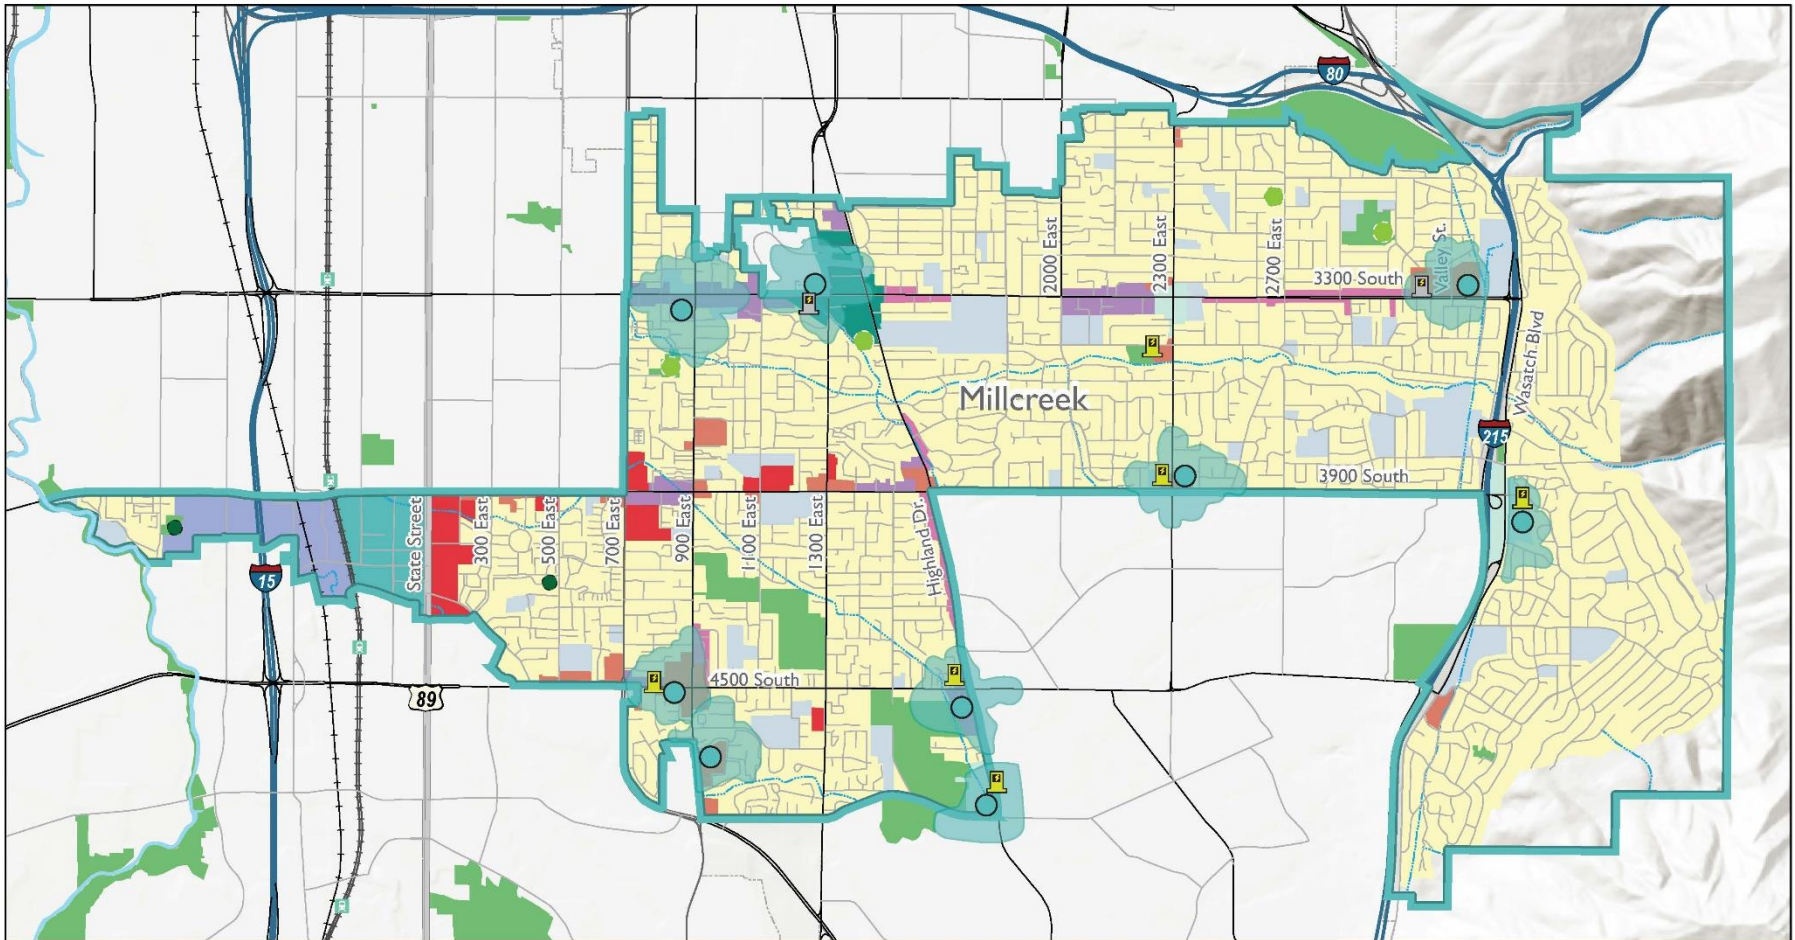 80
2000 East
2300 East
2700 East
3300 South
Valley St.
Wasatch Blvd
Millcreek
215
3900 South
State Street
300 East
500 East
700 East
900 East
1100 East
1300 East
Highland Dr.
15
4500 South
89